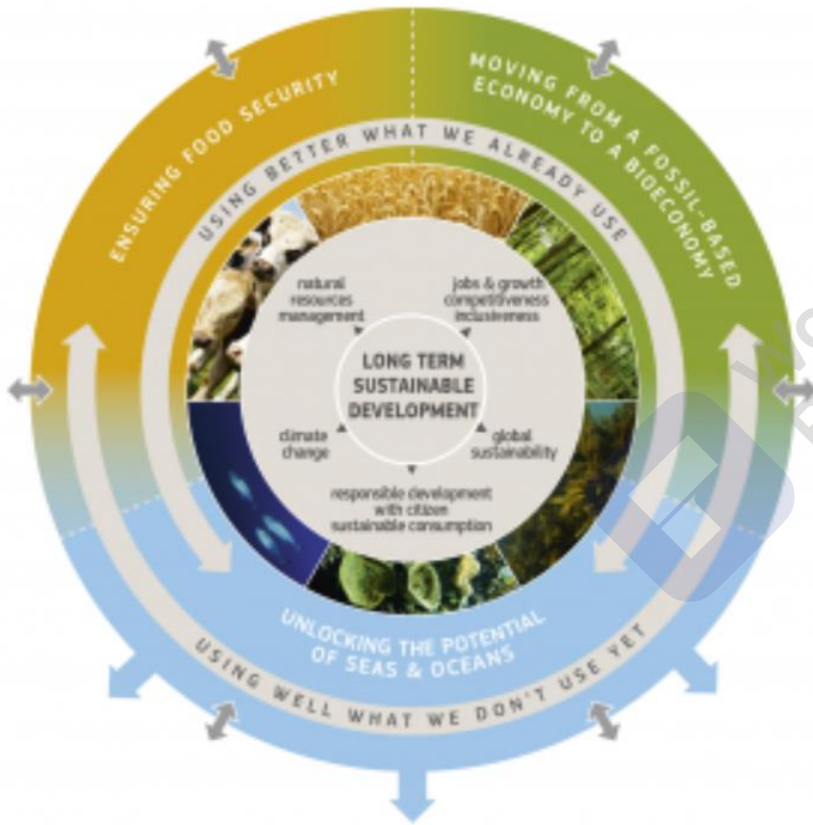 ENSURING FOOD SECURITY
MOVING FROM A FOSSIL-BASED
ECONOMY TO A BIOECONOMY
USING BETTER WHAT WE ALREADY USE
natural
resources
management
jobs & growth
competitiveness
inclusiveness
LONG TERM
SUSTAINABLE
DEVELOPMENT
climate
change
global
sustainability
responsible development
with citizen
sustainable consumption
UNLOCKING THE POTENTIAL
OF SEAS & OCEANS
USING WELL WHAT WE DON'T USE YET